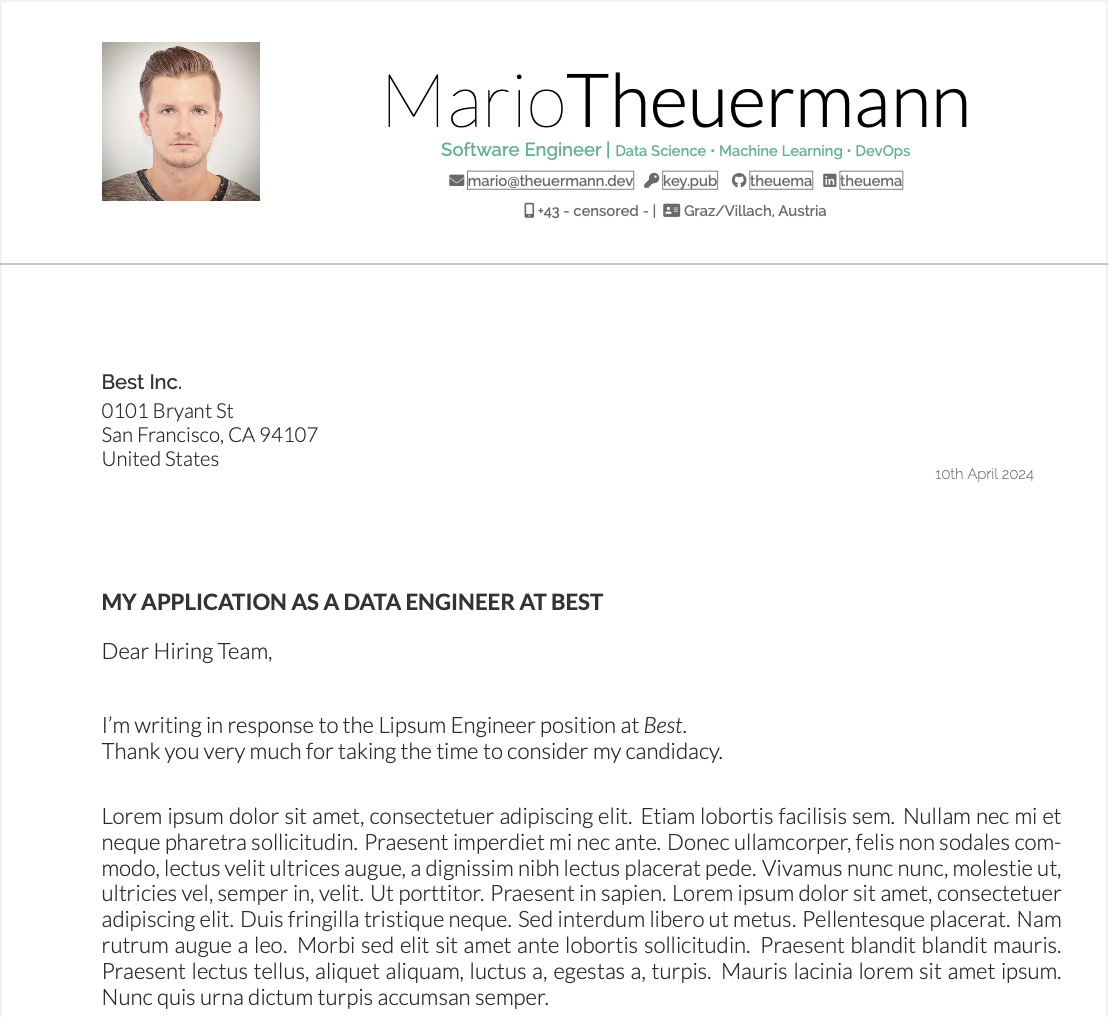 MarioTheuermann
Software Engineer | Data Science • Machine Learning • DevOps
mario@theuermann.dev key.pub theuema theuema
+43 - censored - | Graz/Villach, Austria
Best Inc.
0101 Bryant St
San Francisco, CA 94107
United States
10th April 2024
MY APPLICATION AS A DATA ENGINEER AT BEST
Dear Hiring Team,
I’m writing in response to the Lipsum Engineer position at Best.
Thank you very much for taking the time to consider my candidacy.
Lorem ipsum dolor sit amet, consectetuer adipiscing elit. Etiam lobortis facilisis sem. Nullam nec mi et
neque pharetra sollicitudin. Praesent imperdiet mi nec ante. Donec ullamcorper, felis non sodales com-
modo, lectus velit ultrices augue, a dignissim nibh lectus placerat pede. Vivamus nunc nunc, molestie ut,
ultricies vel, semper in, velit. Ut porttitor. Praesent in sapien. Lorem ipsum dolor sit amet, consectetuer
adipiscing elit. Duis fringilla tristique neque. Sed interdum libero ut metus. Pellentesque placerat. Nam
rutrum augue a leo. Morbi sed elit sit amet ante lobortis sollicitudin. Praesent blandit blandit mauris.
Praesent lectus tellus, aliquet aliquam, luctus a, egestas a, turpis. Mauris lacinia lorem sit amet ipsum.
Nunc quis urna dictum turpis accumsan semper.